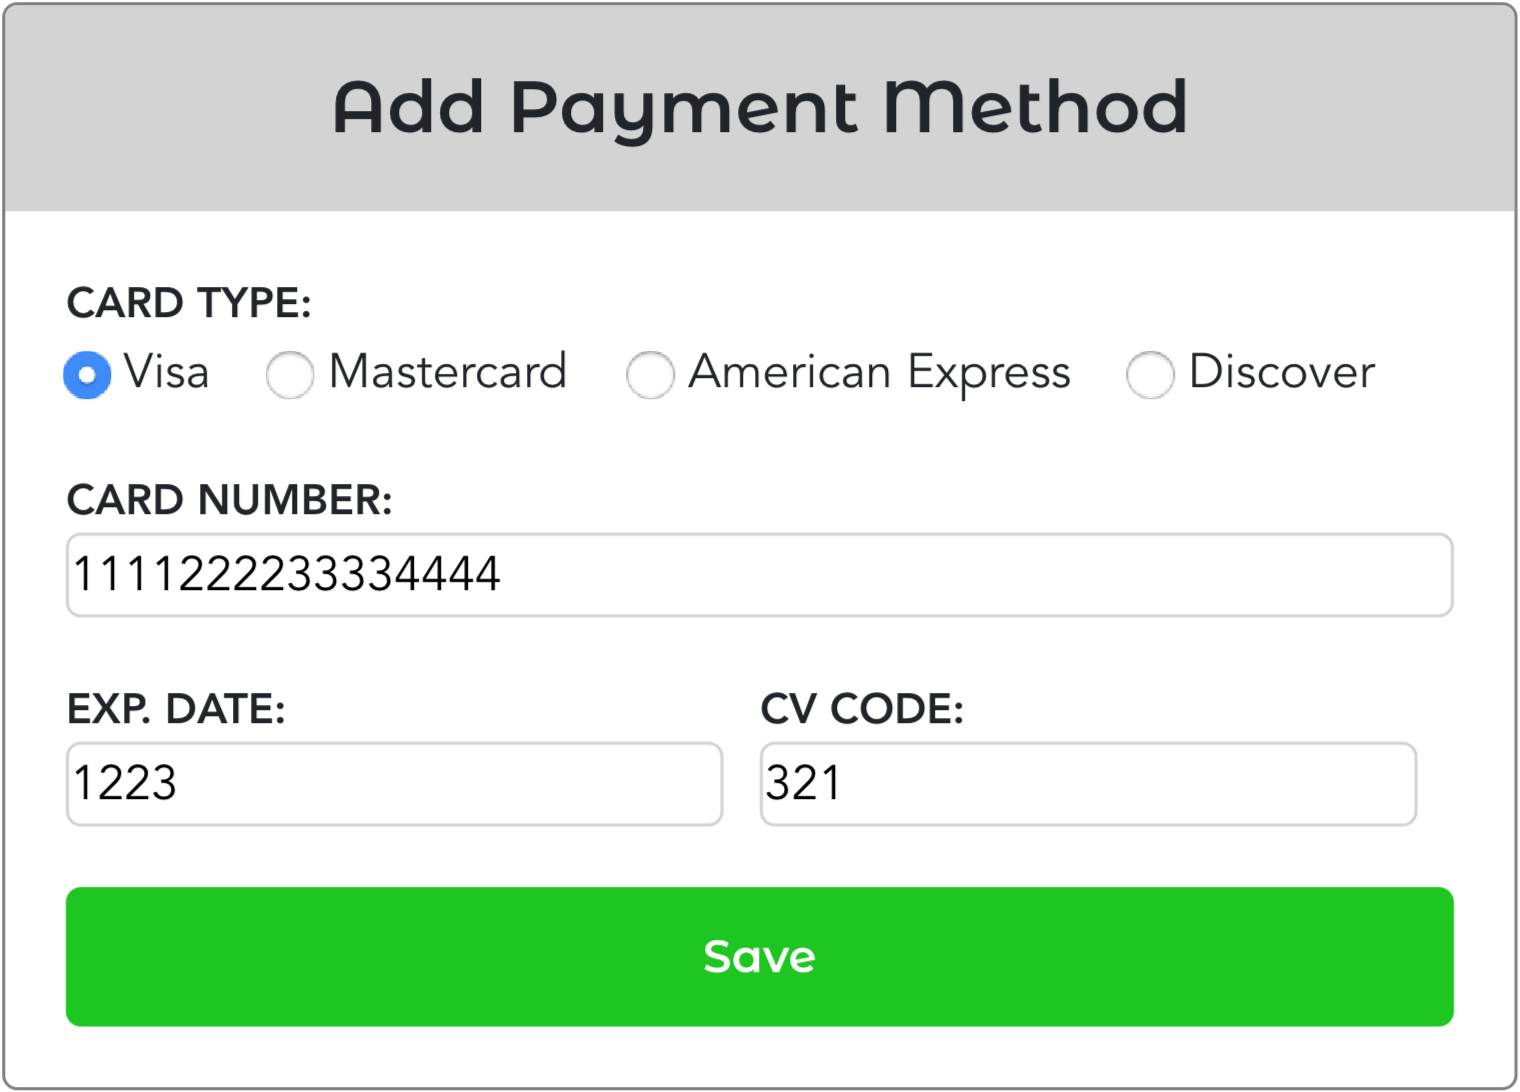 Add Payment Method
CARD TYPE:
Visa Mastercard American Express Discover
CARD NUMBER:
1111222233334444
EXP. DATE: CV CODE:
1223 321
Save